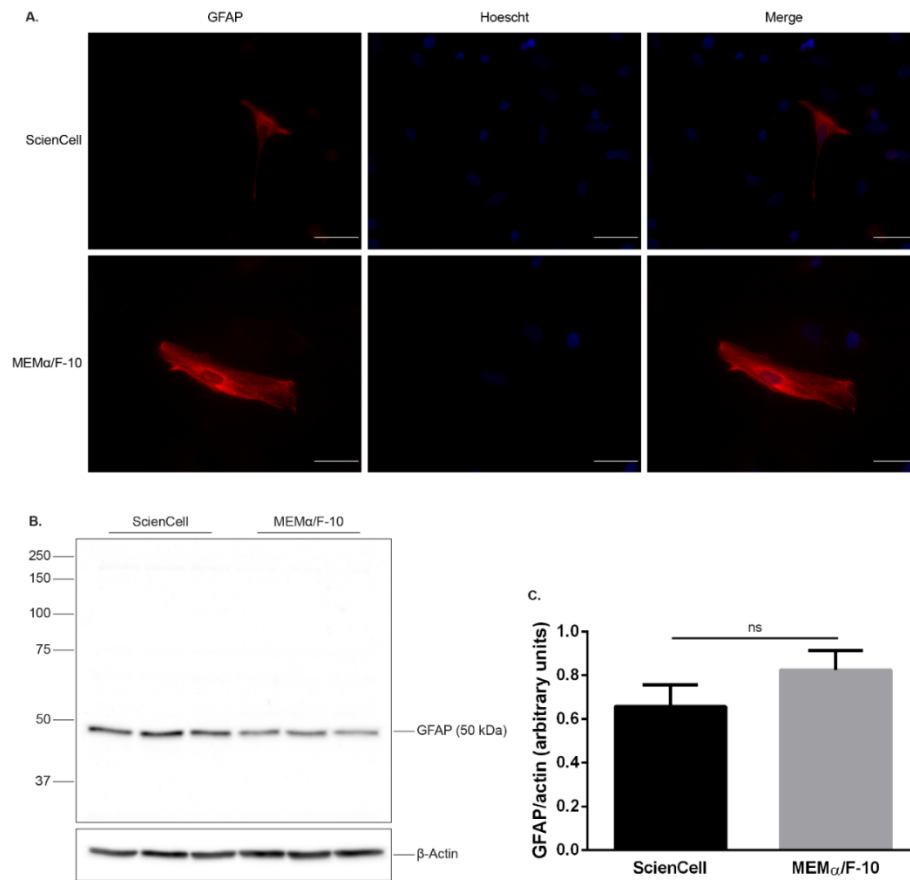 A.
GFAP
Hoescht
Merge
ScienCell
MEMα/F-10
B.
ScienCell
MEMα/F-10
250
150
100
75
50
37
GFAP (50 kDa)
β-Actin
C.
ns
GFAP/actin (arbitrary units)
1.0
0.8
0.6
0.4
0.2
0.0
ScienCell
MEMα/F-10